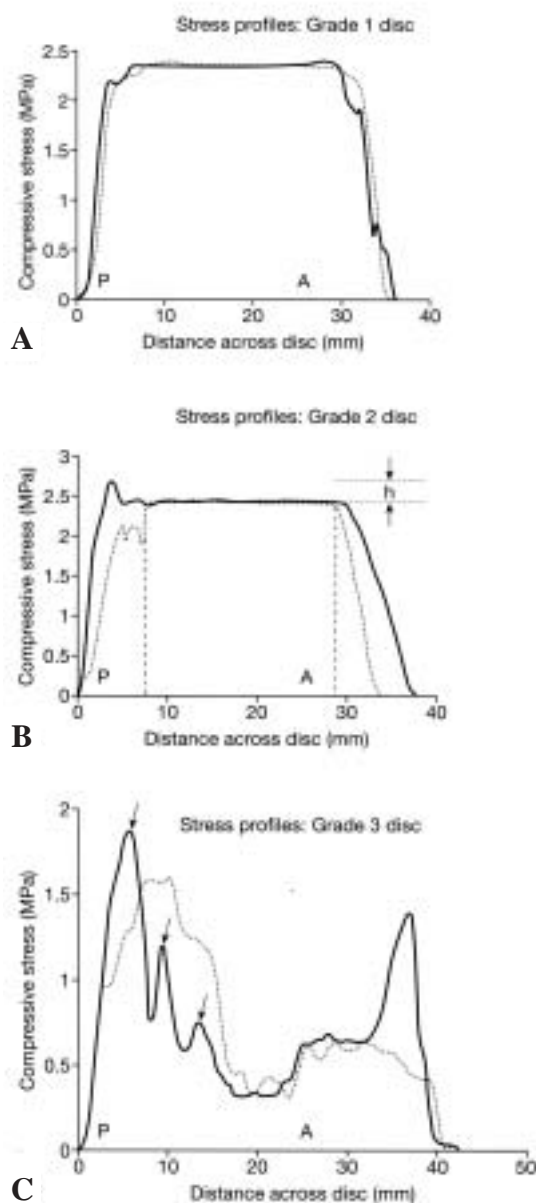 Stress profiles: Grade 1 disc
Compressive stress (MPa)
2.5
2
1.5
1
0.5
0
P
A
0
10
20
30
40
Distance across disc (mm)
A
Stress profiles: Grade 2 disc
Compressive stress (MPa)
3
2.5
2
1.5
1
0.5
0
h
P
A
0
10
20
30
40
Distance across disc (mm)
B
Stress profiles: Grade 3 disc
Compressive stress (MPa)
2
1.5
1
0.5
0
P
A
0
10
20
30
40
50
Distance across disc (mm)
C